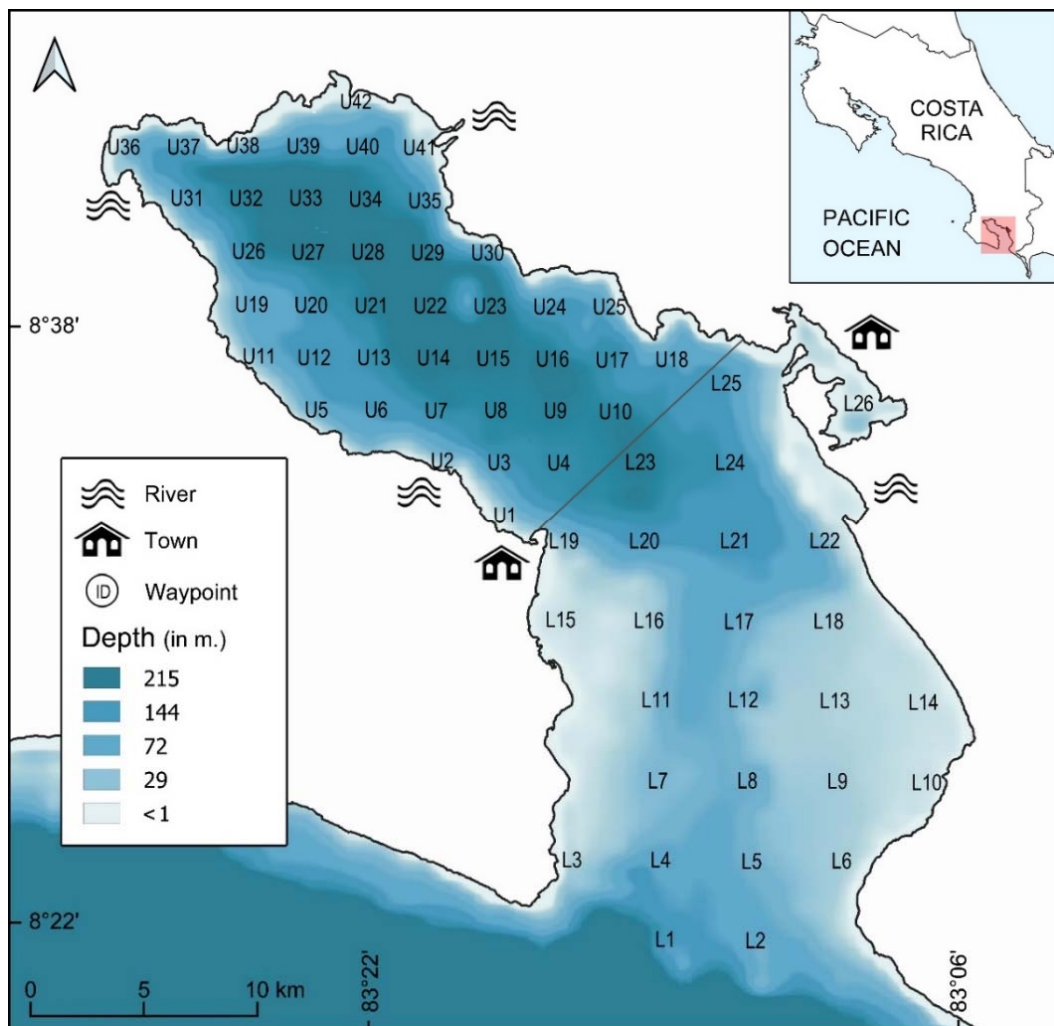 COSTA
RICA
PACIFIC
OCEAN
U42
U36 U37 U38 U39 U40 U41
U31 U32 U33 U34 U35
U26 U27 U28 U29 U30
8°38'
U19 U20 U21 U22 U23 U24 U25
U11 U12 U13 U14 U15 U16 U17 U18
L25
L26
U5 U6 U7 U8 U9 U10
U2 U3 U4 L23 L24
U1
L19 L20 L21 L22
L15 L16 L17 L18
L11 L12 L13 L14
L7 L8 L9 L10
L3 L4 L5 L6
L1 L2
River
Town
ID Waypoint
Depth (in m.)
215
144
72
29
<1
8°22'
0 5 10 km
83°22'
83°06'